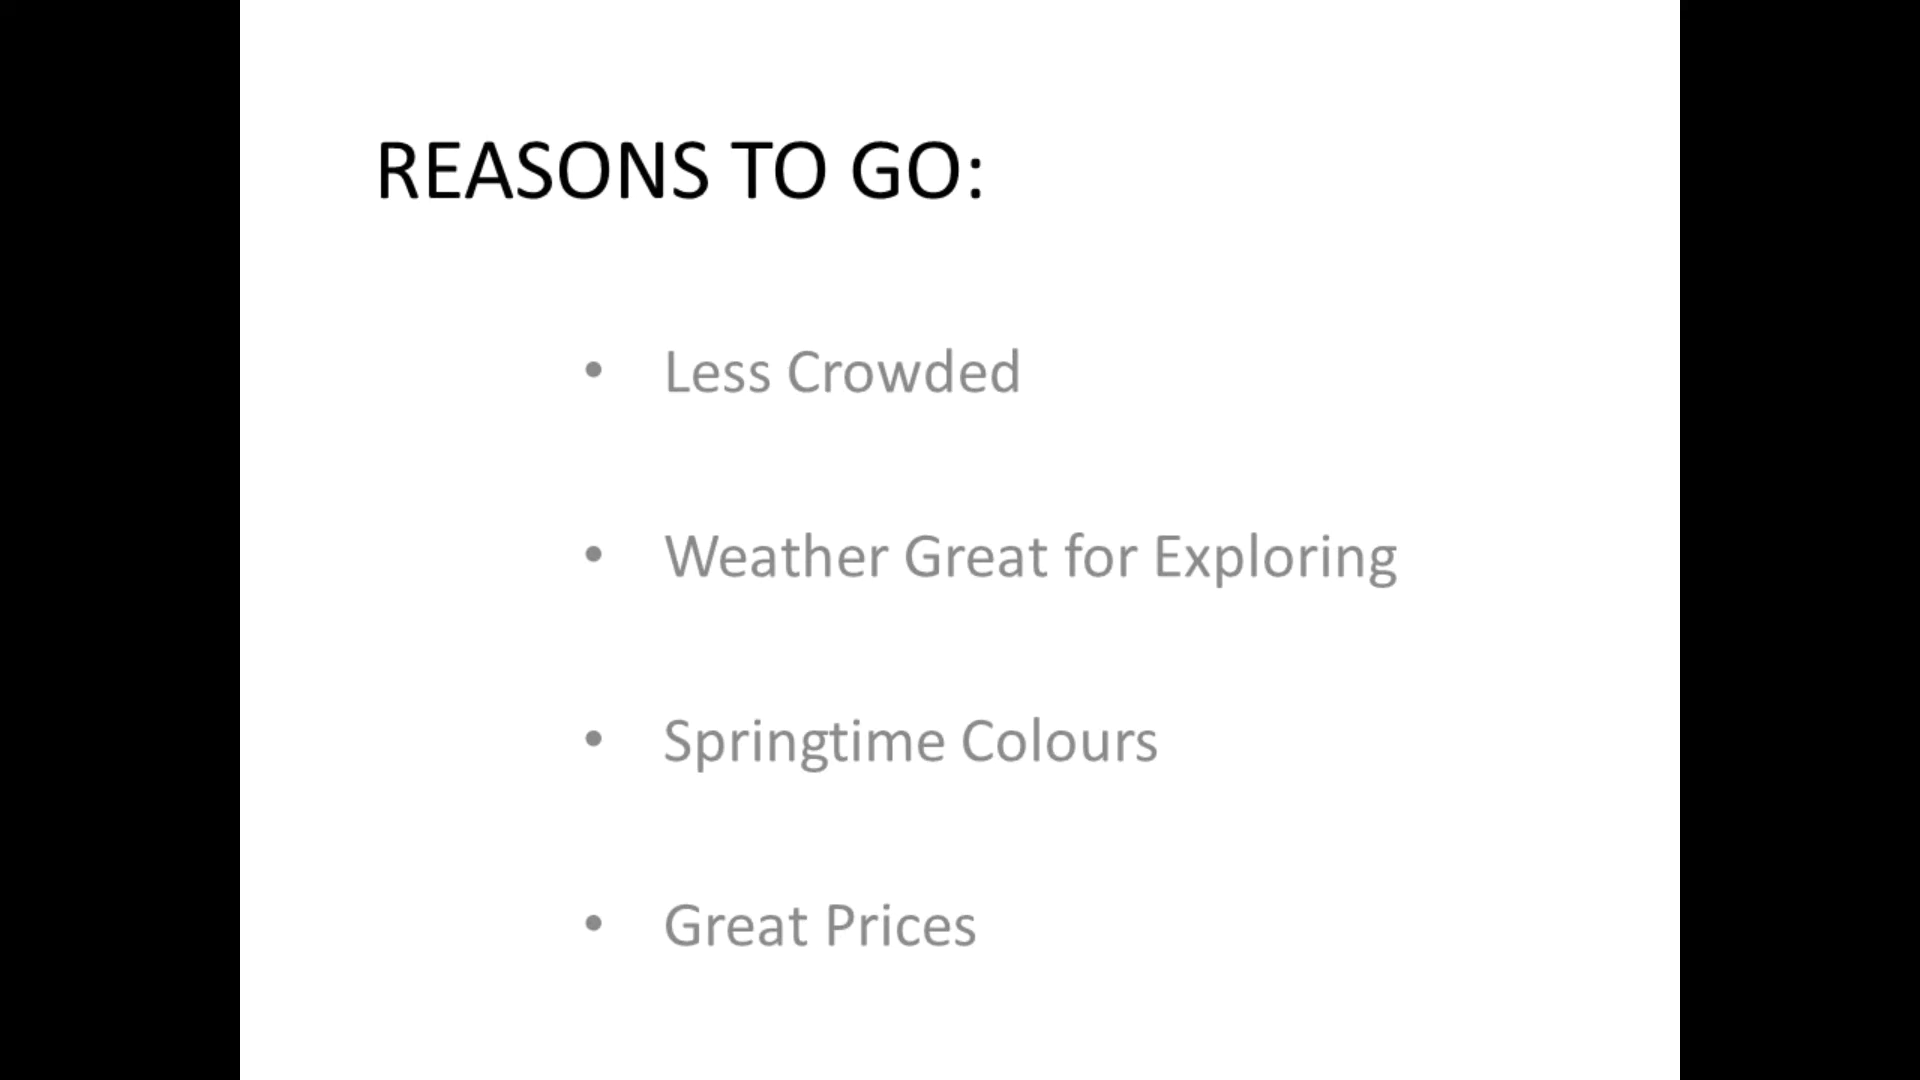 REASONS TO GO:
• Less Crowded
• Weather Great for Exploring
• Springtime Colours
• Great Prices